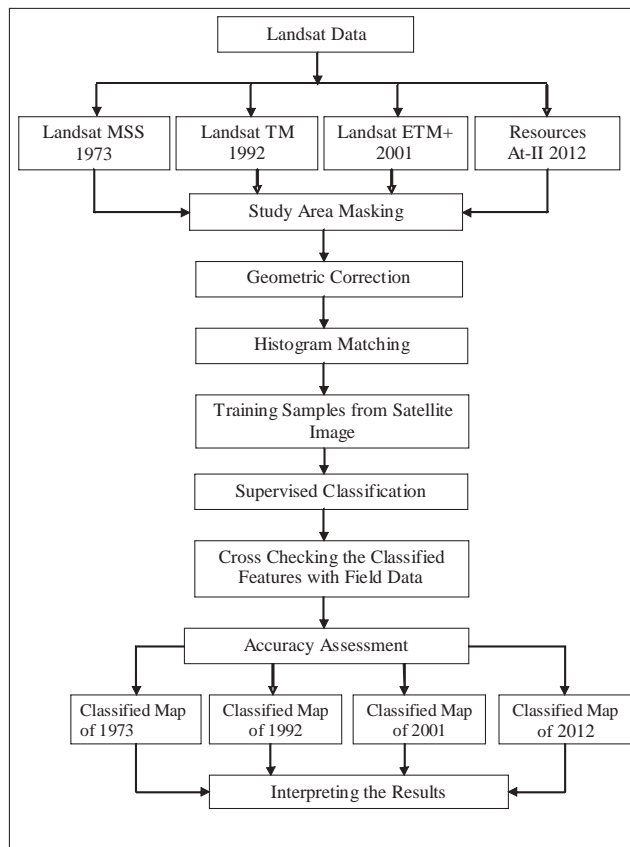 Landsat Data
Landsat MSS
1973
Landsat TM
1992
Landsat ETM+
2001
Resources
At-II 2012
Study Area Masking
Geometric Correction
Histogram Matching
Training Samples from Satellite
Image
Supervised Classification
Cross Checking the Classified
Features with Field Data
Accuracy Assessment
Classified Map
of 1973
Classified Map
of 1992
Classified Map
of 2001
Classified Map
of 2012
Interpreting the Results